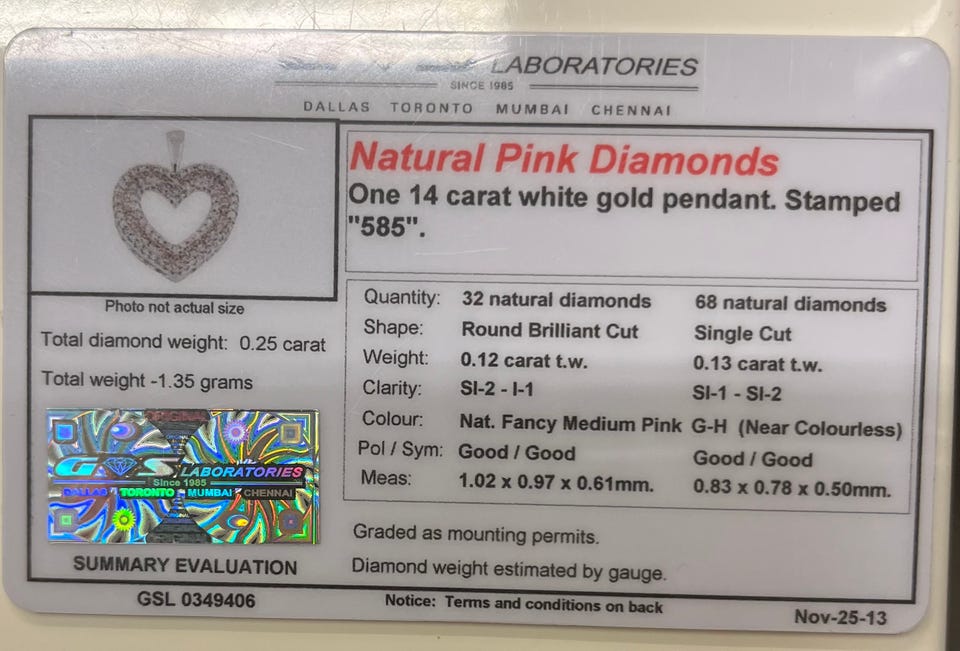 LABORATORIES
SINCE 1985
DALLAS TORONTO MUMBAI CHENNAI
Natural Pink Diamonds
One 14 carat white gold pendant. Stamped
"585".
Photo not actual size
Total diamond weight: 0.25 carat
Total weight -1.35 grams
Quantity: 32 natural diamonds 68 natural diamonds
Shape: Round Brilliant Cut Single Cut
Weight: 0.12 carat t.w. 0.13 carat t.w.
Clarity: SI-2 - I-1 SI-1 - SI-2
Colour: Nat. Fancy Medium Pink G-H (Near Colourless)
Pol / Sym: Good / Good Good / Good
Meas: 1.02 x 0.97 x 0.61mm. 0.83 x 0.78 x 0.50mm.
LABORATORIES
Since 1985
DALLAS TORONTO MUMBAI CHENNAI
Graded as mounting permits.
Diamond weight estimated by gauge.
SUMMARY EVALUATION
GSL 0349406
Notice: Terms and conditions on back
Nov-25-13